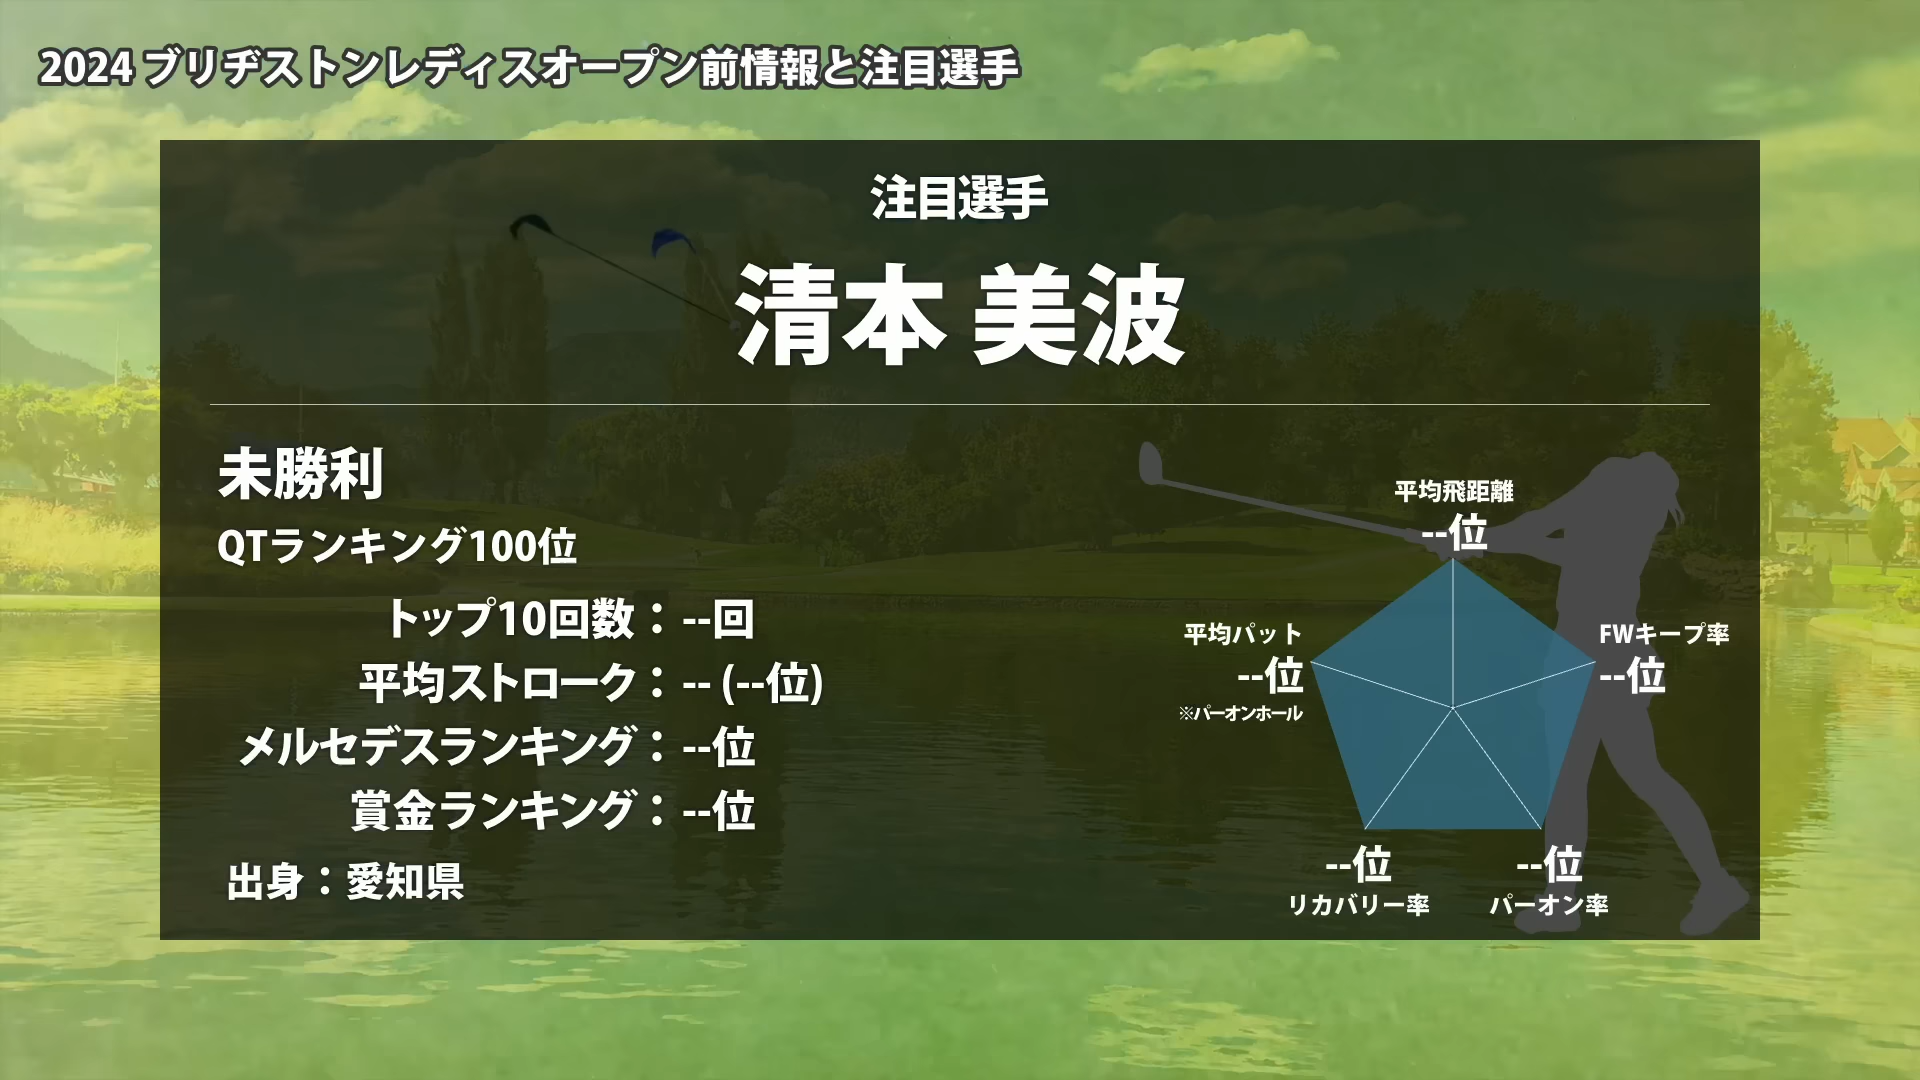 2024 ブリヂストンレディスオープン前情報と注目選手
注目選手
清本 美波
未勝利
QTランキング100位
トップ10回数：--回
平均ストローク：-- (--位)
メルセデスランキング：--位
賞金ランキング：--位
出身：愛知県
平均飛距離
--位
平均パット
--位
※パーオンホール
FWキープ率
--位
--位
リカバリー率
--位
パーオン率